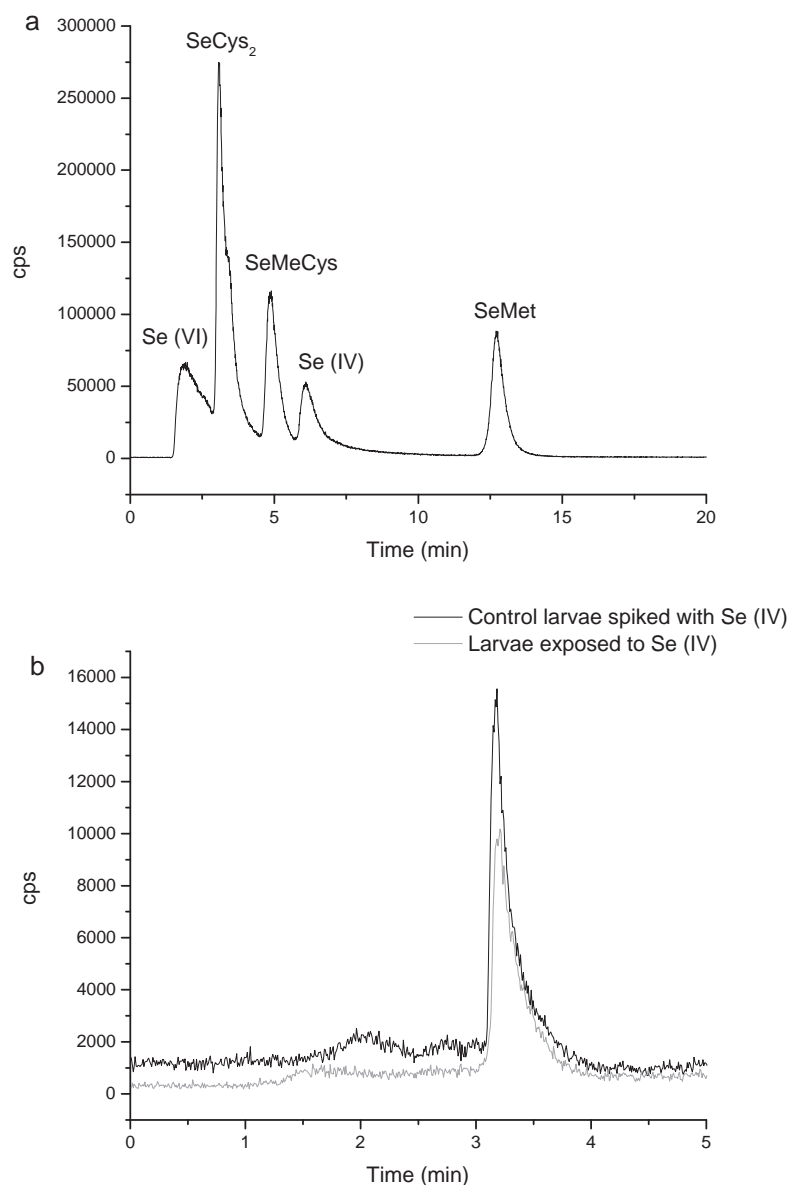 a
300000
250000
200000
150000
100000
50000
0
cps
SeCys₂
SeMeCys
Se (VI)
Se (IV)
SeMet
0 5 10 15 20
Time (min)
Control larvae spiked with Se (IV)
Larvae exposed to Se (IV)
b
16000
14000
12000
10000
8000
6000
4000
2000
0
cps
0 1 2 3 4 5
Time (min)